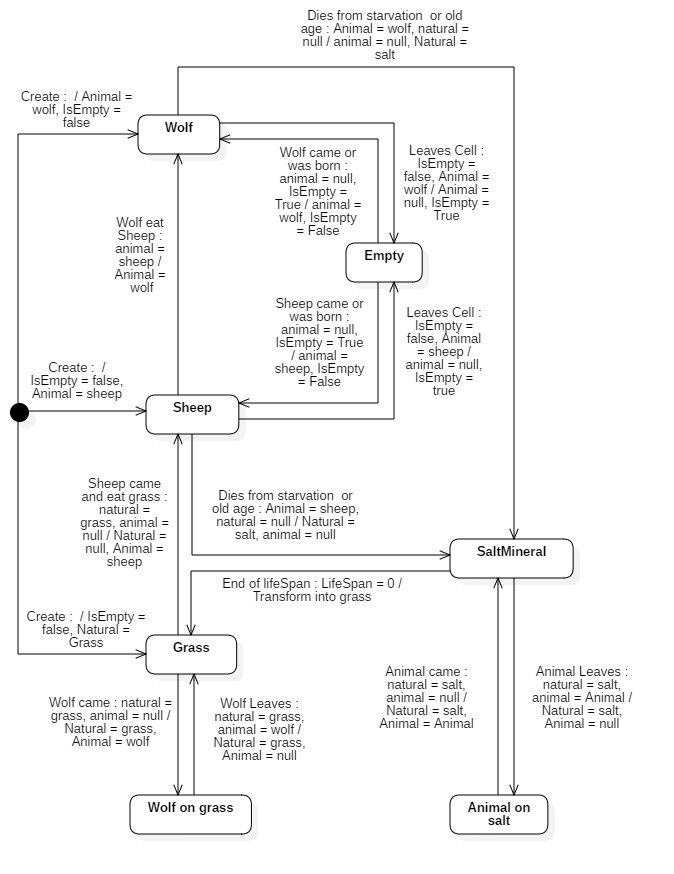 Dies from starvation  or old
age : Animal = wolf, natural =
null / animal = null, Natural =
salt
Create :  / Animal =
wolf, IsEmpty =
false
Wolf
Wolf came or
was born :
animal = null,
IsEmpty =
True / animal =
wolf, IsEmpty
= False
Leaves Cell :
IsEmpty =
false, Animal =
wolf / Animal =
null, IsEmpty =
True
Wolf eat
Sheep :
animal =
sheep /
Animal =
wolf
Empty
Sheep came or
was born :
animal = null,
IsEmpty = True
/ animal =
sheep, IsEmpty
= False
Leaves Cell :
IsEmpty =
false, Animal
= sheep /
animal = null,
IsEmpty =
true
Create :  /
IsEmpty = false,
Animal = sheep
Sheep
Sheep came
and eat grass :
natural =
grass, animal =
null / Natural =
null, Animal =
sheep
Dies from starvation  or
old age : Animal = sheep,
natural = null / Natural =
salt, animal = null
SaltMineral
End of lifeSpan : LifeSpan = 0 /
Transform into grass
Create :  / IsEmpty =
false, Natural =
Grass
Grass
Wolf came : natural =
grass, animal = null /
Natural = grass,
Animal = wolf
Wolf Leaves :
natural = grass,
animal = wolf /
Natural = grass,
Animal = null
Animal came :
natural = salt,
animal = null /
Natural = salt,
Animal = Animal
Animal Leaves :
natural = salt,
animal = Animal /
Natural = salt,
Animal = null
Wolf on grass
Animal on
salt